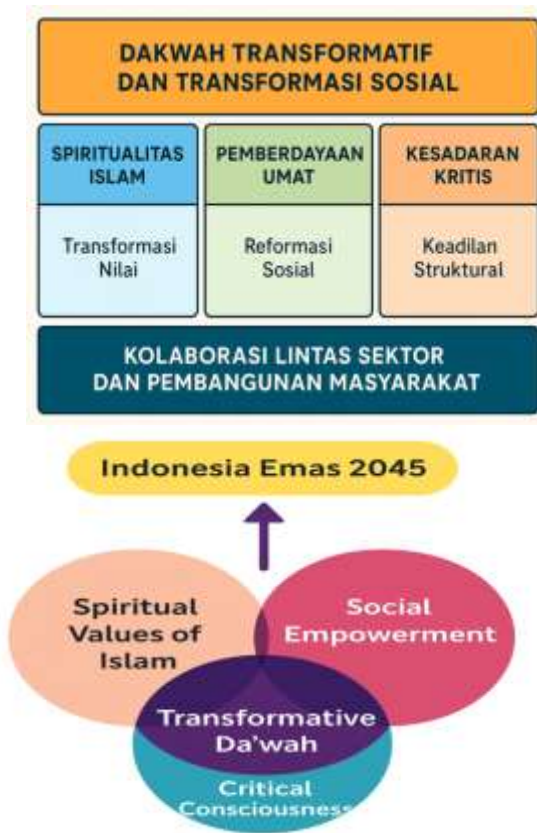 DAKWAH TRANSFORMATIF
DAN TRANSFORMASI SOSIAL
SPIRITUALITAS
ISLAM
Transformasi
Nilai
PEMBERDAYAAN
UMAT
Reformasi
Sosial
KESADARAN
KRITIS
Keadilan
Struktural
KOLABORASI LINTAS SEKTOR
DAN PEMBANGUNAN MASYARAKAT
Indonesia Emas 2045
Spiritual
Values of
Islam
Social
Empowerment
Transformative
Da'wah
Critical
Consciousness